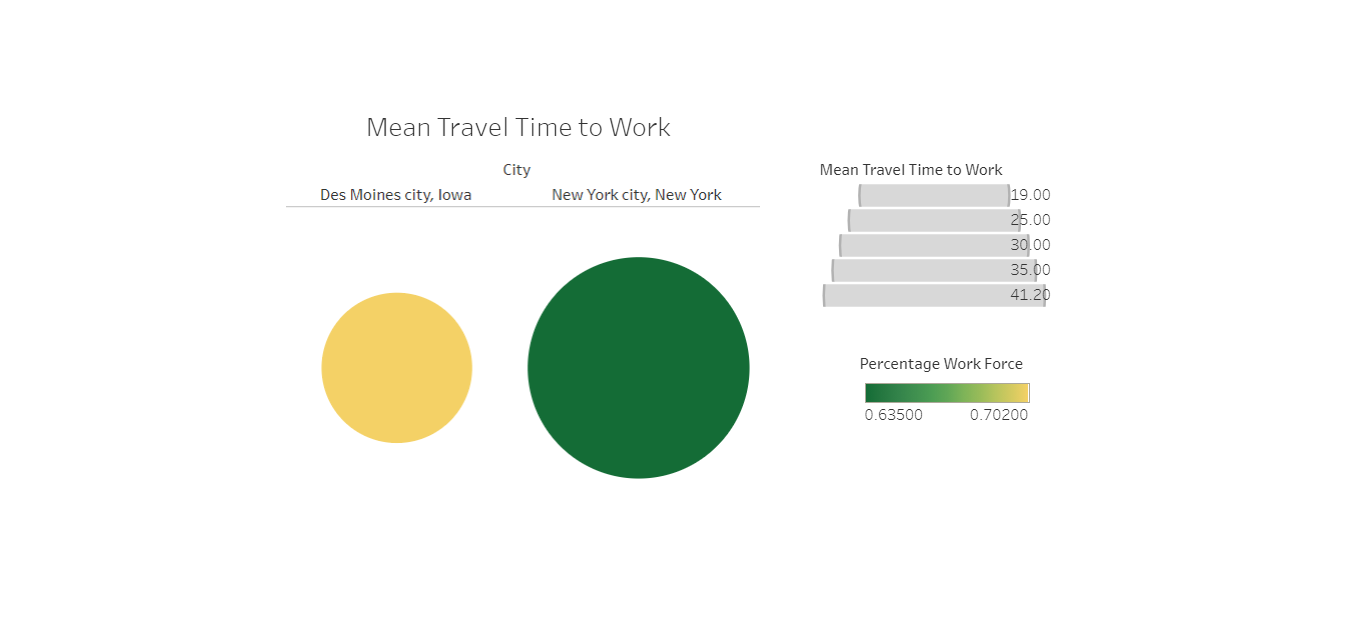 Mean Travel Time to Work
City
Des Moines city, Iowa
New York city, New York
Mean Travel Time to Work
19.00
25.00
30.00
35.00
41.20
Percentage Work Force
0.63500 0.70200